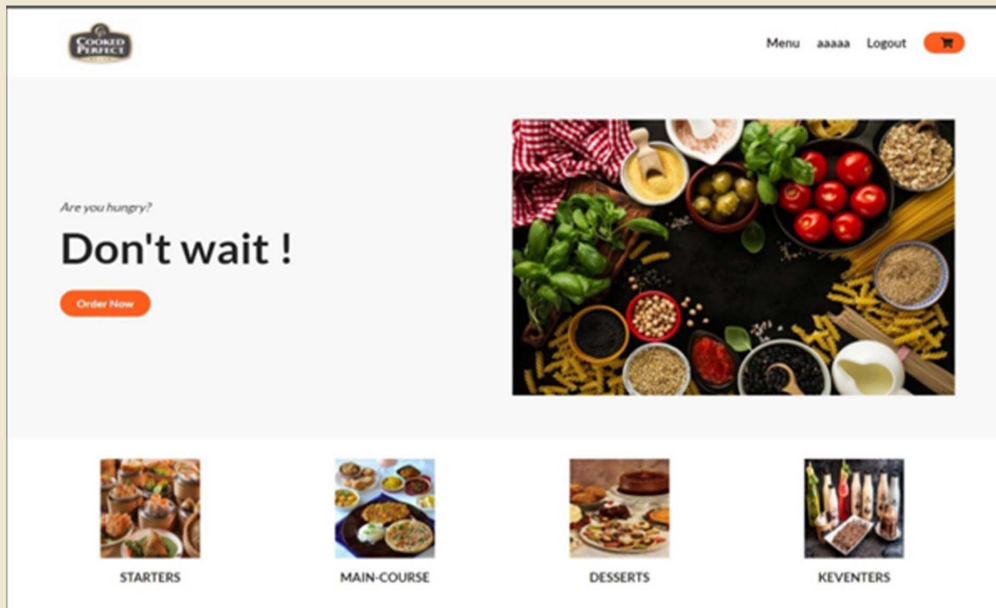 COOKED
PERFECT
Menu aaaaa Logout
Are you hungry?
Don't wait !
Order Now
STARTERS MAIN-COURSE DESSERTS KEVENTERS